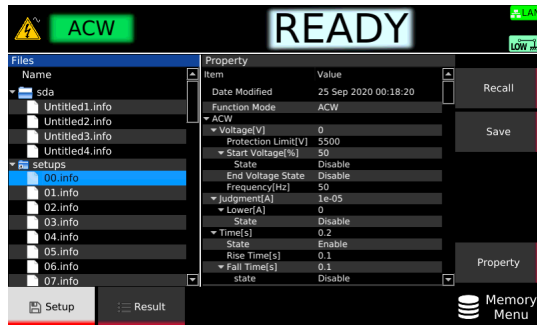 ACW
READY
LAN
LOW
Files
Name
sda
Untitled1.info
Untitled2.info
Untitled3.info
Untitled4.info
setups
00.info
01.info
02.info
03.info
04.info
05.info
06.info
07.info
Property
Item Value
Date Modified 25 Sep 2020 00:18:20
Function Mode ACW
ACW
Voltage[V] 0
Protection Limit[V] 5500
Start Voltage[%] 50
State Disable
End Voltage State Disable
Frequency[Hz] 50
Judgment[A] 1e-05
Lower[A] 0
State Disable
Time[s] 0.2
State Enable
Rise Time[s] 0.1
Fall Time[s] 0.1
state Disable
Recall
Save
Property
Setup
Result
Memory
Menu